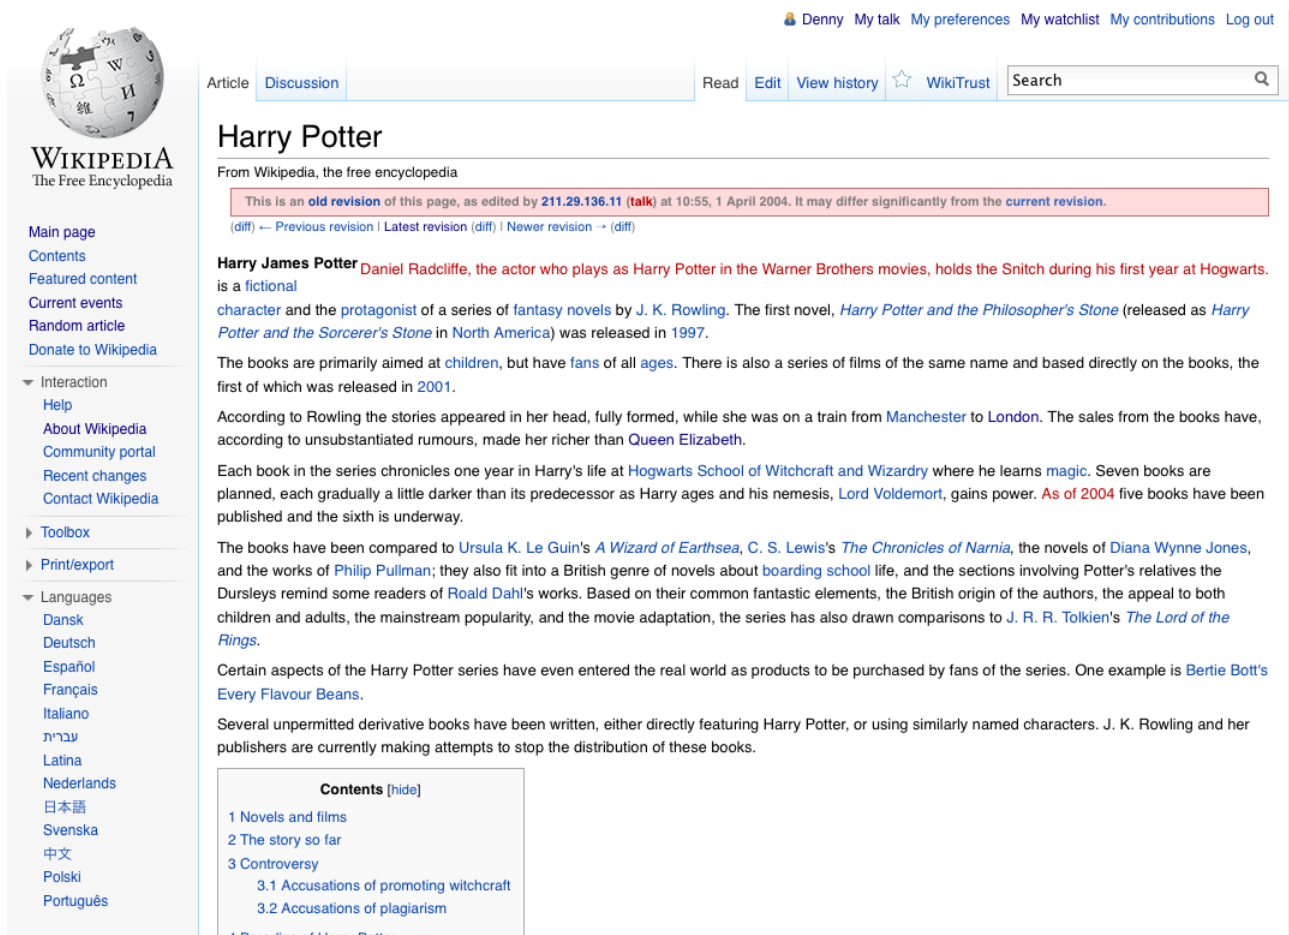 Denny My talk My preferences My watchlist My contributions Log out
WIKIPEDIA
The Free Encyclopedia
Article Discussion Read Edit View history WikiTrust Search
Harry Potter
From Wikipedia, the free encyclopedia
This is an old revision of this page, as edited by 211.29.136.11 (talk) at 10:55, 1 April 2004. It may differ significantly from the current revision.
(diff) ← Previous revision | Latest revision (diff) | Newer revision → (diff)
Main page
Contents
Featured content
Current events
Random article
Donate to Wikipedia
Interaction
Help
About Wikipedia
Community portal
Recent changes
Contact Wikipedia
Toolbox
Print/export
Languages
Dansk
Deutsch
Español
Français
Italiano
עברית
Latina
Nederlands
日本語
Svenska
中文
Polski
Português
Harry James Potter Daniel Radcliffe, the actor who plays as Harry Potter in the Warner Brothers movies, holds the Snitch during his first year at Hogwarts.
is a fictional
character and the protagonist of a series of fantasy novels by J. K. Rowling. The first novel, Harry Potter and the Philosopher's Stone (released as Harry
Potter and the Sorcerer's Stone in North America) was released in 1997.
The books are primarily aimed at children, but have fans of all ages. There is also a series of films of the same name and based directly on the books, the
first of which was released in 2001.
According to Rowling the stories appeared in her head, fully formed, while she was on a train from Manchester to London. The sales from the books have,
according to unsubstantiated rumours, made her richer than Queen Elizabeth.
Each book in the series chronicles one year in Harry's life at Hogwarts School of Witchcraft and Wizardry where he learns magic. Seven books are
planned, each gradually a little darker than its predecessor as Harry ages and his nemesis, Lord Voldemort, gains power. As of 2004 five books have been
published and the sixth is underway.
The books have been compared to Ursula K. Le Guin's A Wizard of Earthsea, C. S. Lewis's The Chronicles of Narnia, the novels of Diana Wynne Jones,
and the works of Philip Pullman; they also fit into a British genre of novels about boarding school life, and the sections involving Potter's relatives the
Dursleys remind some readers of Roald Dahl's works. Based on their common fantastic elements, the British origin of the authors, the appeal to both
children and adults, the mainstream popularity, and the movie adaptation, the series has also drawn comparisons to J. R. R. Tolkien's The Lord of the
Rings.
Certain aspects of the Harry Potter series have even entered the real world as products to be purchased by fans of the series. One example is Bertie Bott's
Every Flavour Beans.
Several unpermitted derivative books have been written, either directly featuring Harry Potter, or using similarly named characters. J. K. Rowling and her
publishers are currently making attempts to stop the distribution of these books.
Contents [hide]
1 Novels and films
2 The story so far
3 Controversy
3.1 Accusations of promoting witchcraft
3.2 Accusations of plagiarism